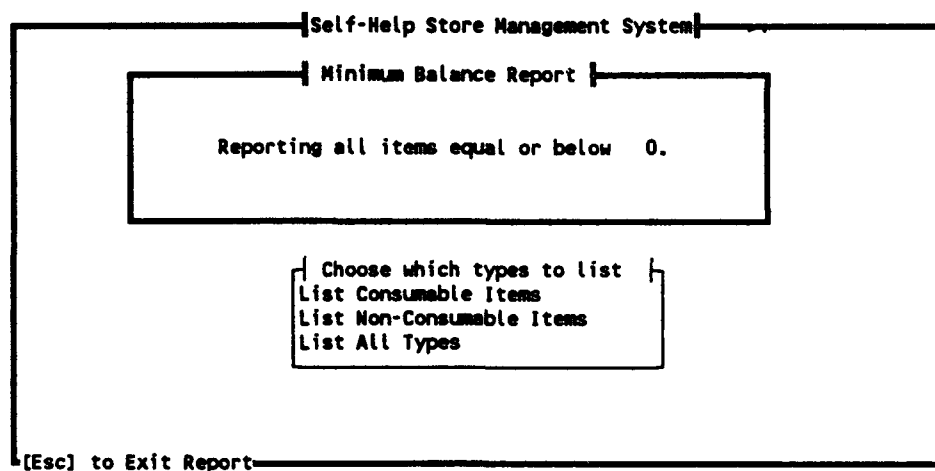 Self-Help Store Management System
Minimum Balance Report
Reporting all items equal or below 0.
Choose which types to list
List Consumable Items
List Non-Consumable Items
List All Types
[Esc] to Exit Report